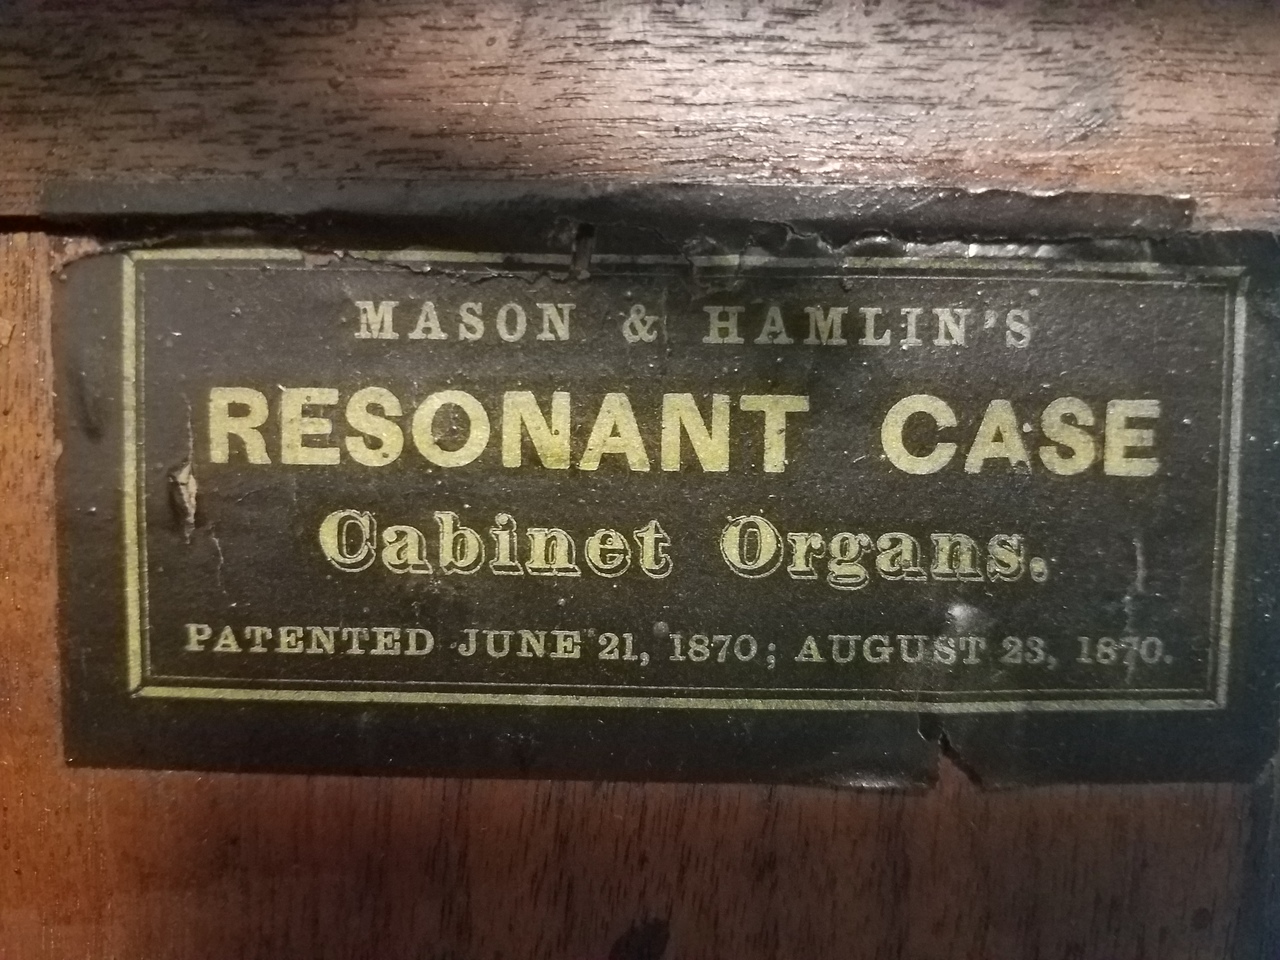 MASON & HAMLIN'S
RESONANT CASE
Cabinet Organs.
PATENTED JUNE 21, 1870; AUGUST 23, 1870.